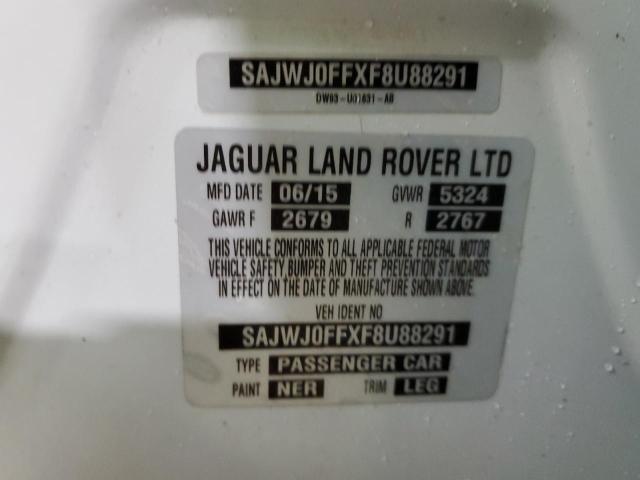 SAJWJ0FFXF8U88291
DW93-U01631-AB
JAGUAR LAND ROVER LTD
MFD DATE 06/15 GVWR 5324
GAWR F 2679 R 2767
THIS VEHICLE CONFORMS TO ALL APPLICABLE FEDERAL MOTOR
VEHICLE SAFETY, BUMPER AND THEFT PREVENTION STANDARDS
IN EFFECT ON THE DATE OF MANUFACTURE SHOWN ABOVE.
VEH IDENT NO
SAJWJ0FFXF8U88291
TYPE PASSENGER CAR
PAINT NER TRIM LEG